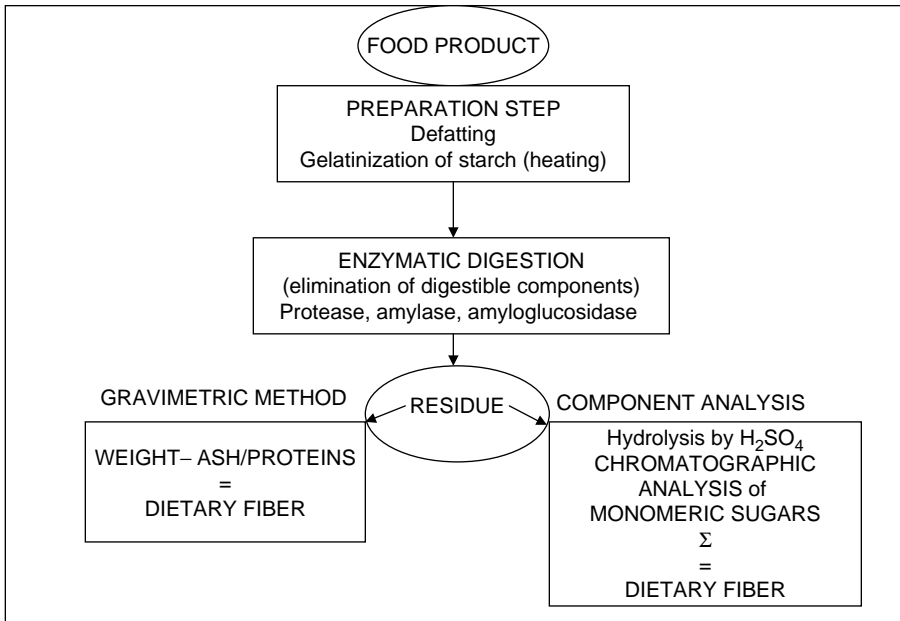 FOOD PRODUCT
PREPARATION STEP
Defatting
Gelatinization of starch (heating)
ENZYMATIC DIGESTION
(elimination of digestible components)
Protease, amylase, amyloglucosidase
RESIDUE
GRAVIMETRIC METHOD
WEIGHT– ASH/PROTEINS
=
DIETARY FIBER
COMPONENT ANALYSIS
Hydrolysis by H₂SO₄
CHROMATOGRAPHIC
ANALYSIS of
MONOMERIC SUGARS
Σ
=
DIETARY FIBER